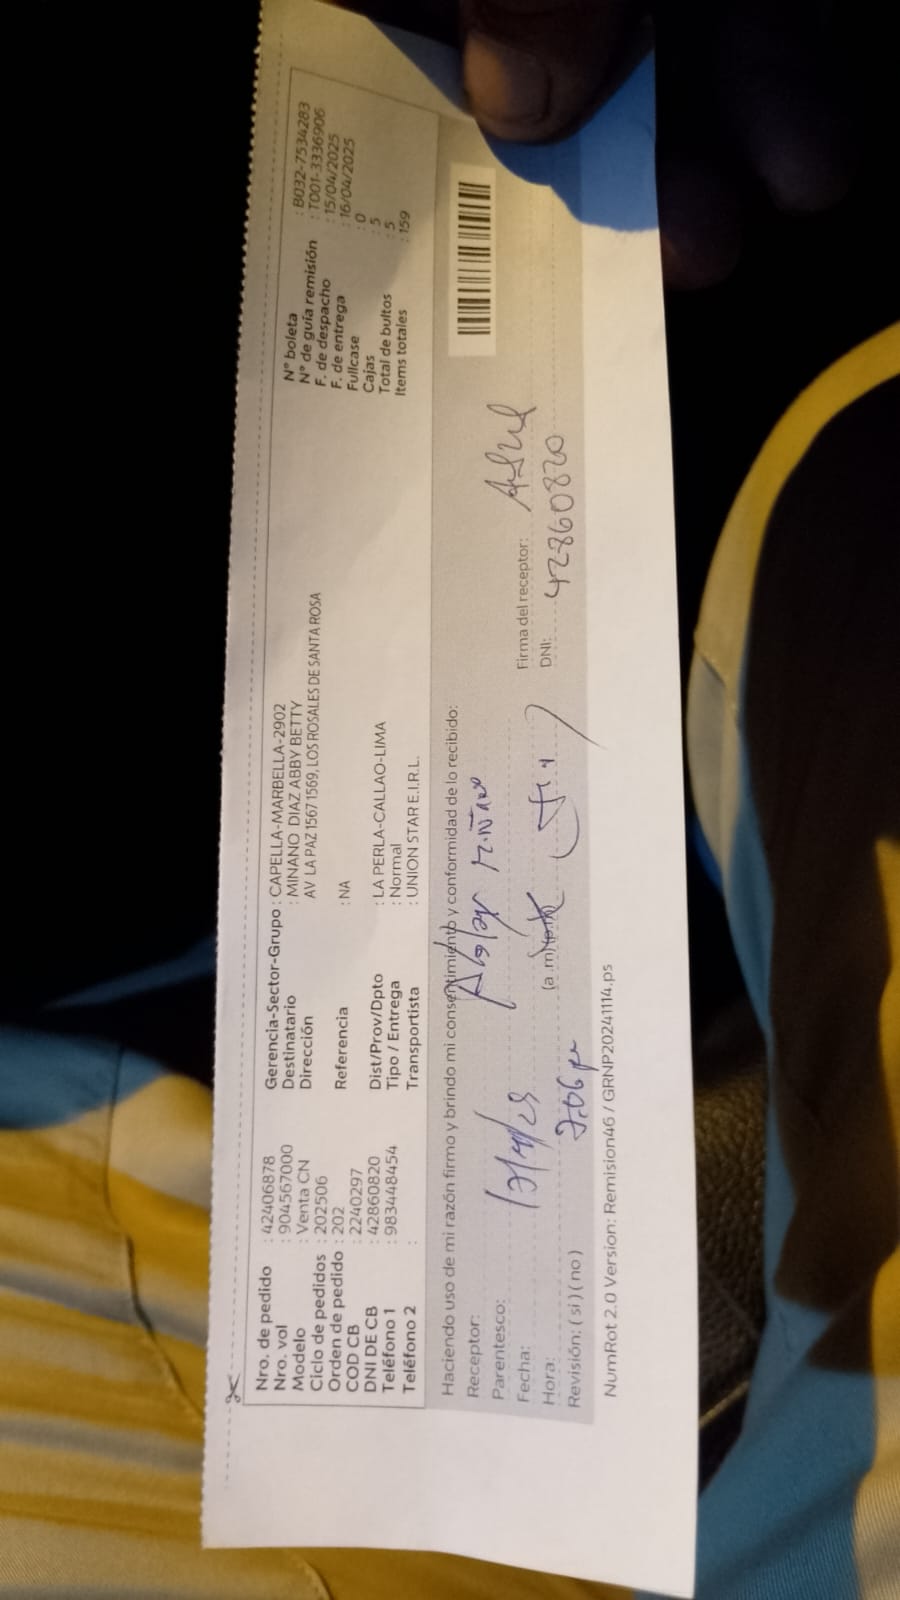 Nro. de pedido : 42406878
Nro. vol : 904567000
Modelo : Venta CN
Ciclo de pedidos : 202506
Orden de pedido : 202
COD CB : 2240297
DNI DE CB : 42860820
Teléfono 1 : 983448454
Teléfono 2 :
Gerencia-Sector-Grupo : CAPELLA-MARBELLA-2902
Destinatario : MINANO DIAZ ABBY BETTY
Dirección AV LA PAZ 1567 1569, LOS ROSALES DE SANTA ROSA
Referencia : NA
Dist/Prov/Dpto : LA PERLA-CALLAO-LIMA
Tipo / Entrega : Normal
Transportista : UNION STAR E.I.R.L.
N° boleta : B032-7534283
N° de guía remisión : T001-3336906
F. de despacho : 15/04/2025
F. de entrega : 16/04/2025
Fullcase : 0
Cajas : 5
Total de bultos : 5
Items totales : 159
Haciendo uso de mi razón firmo y brindo mi consentimiento y conformidad de lo recibido:
Receptor:
Parentesco: Miñano
Fecha:
Firma del receptor:
Hora: 7:06 pm (a .m)
DNI: 42860820
Revisión: ( si ) ( no )
NumRot 2.0 Version: Remision46 / GRNP20241114.ps